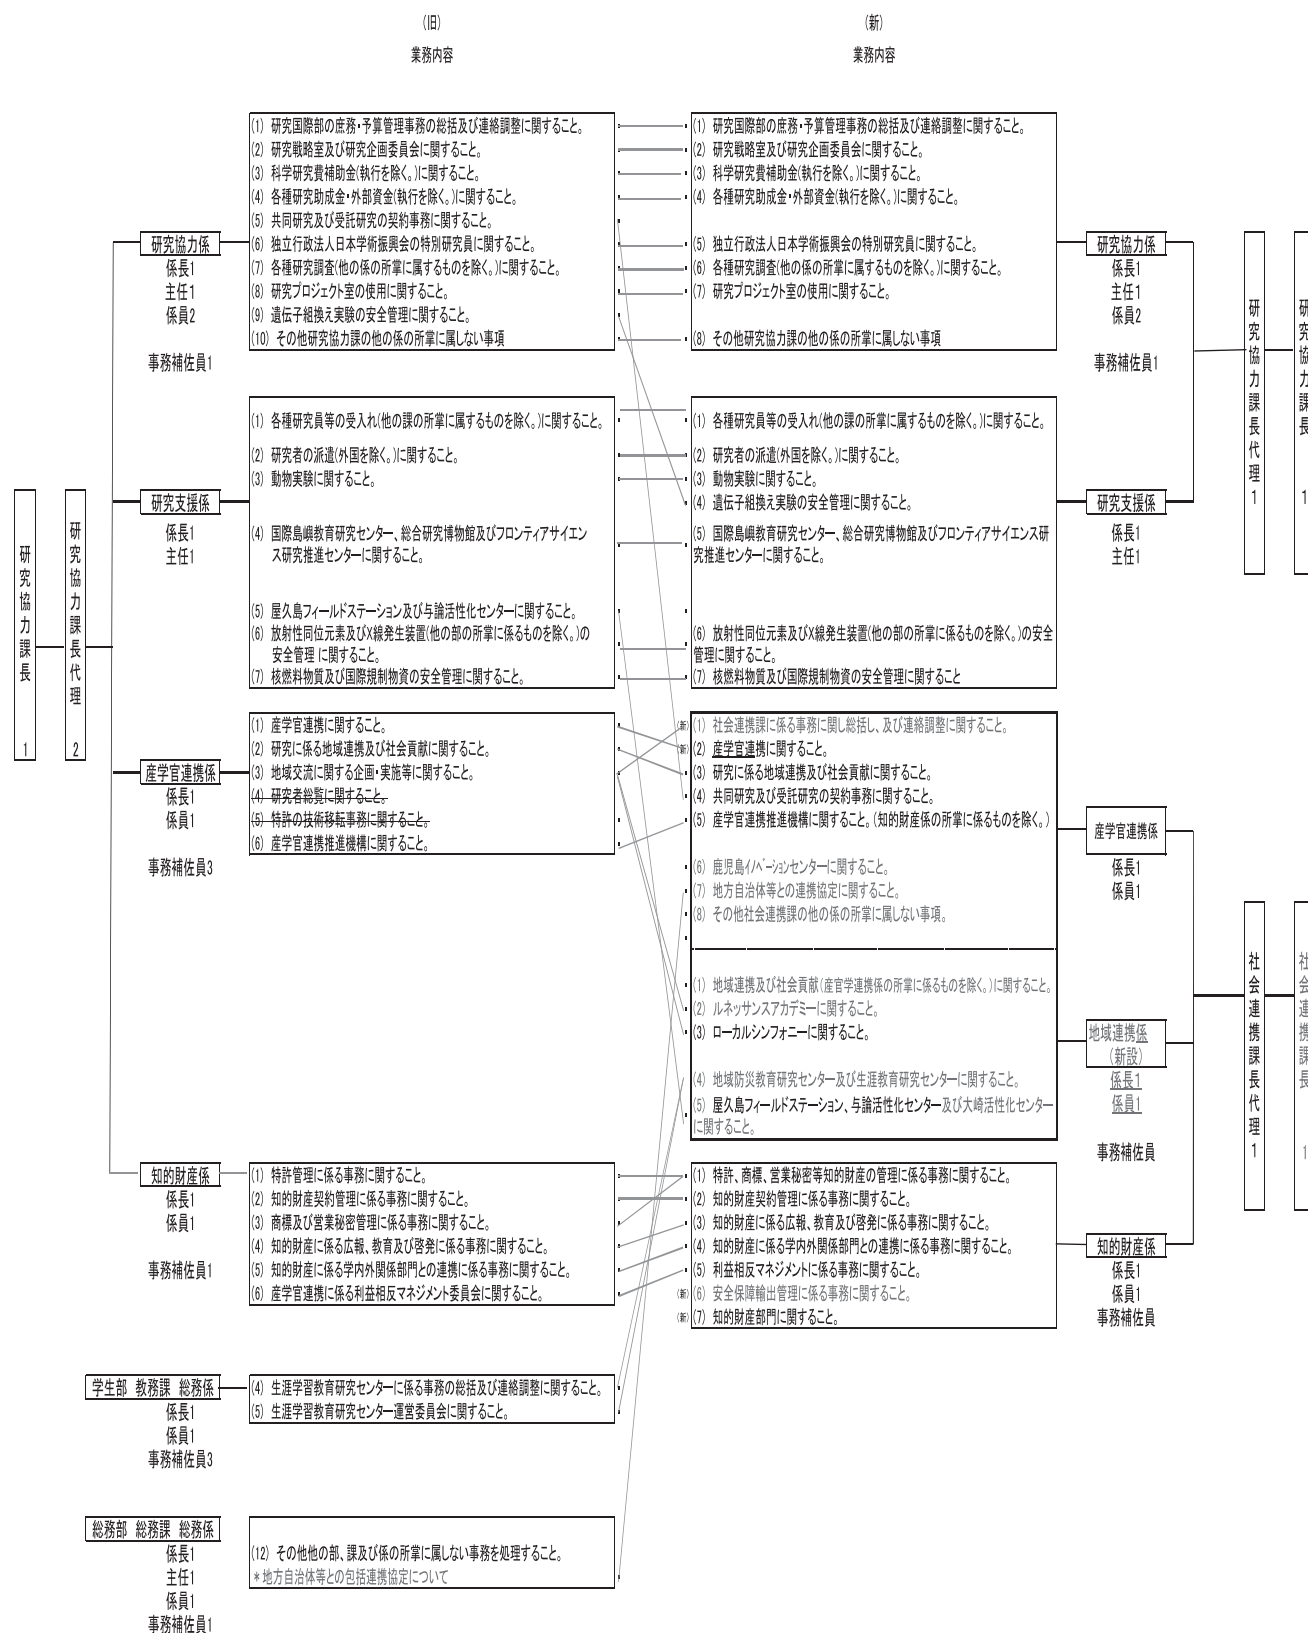 （旧）
業務内容
（新）
業務内容
研究協力課長 1
研究協力課長代理 2
研究協力係
係長1
主任1
係員2
事務補佐員1
(1) 研究国際部の庶務・予算管理事務の総括及び連絡調整に関すること。
(2) 研究戦略室及び研究企画委員会に関すること。
(3) 科学研究費補助金(執行を除く。)に関すること。
(4) 各種研究助成金・外部資金(執行を除く。)に関すること。
(5) 共同研究及び受託研究の契約事務に関すること。
(6) 独立行政法人日本学術振興会の特別研究員に関すること。
(7) 各種研究調査(他の係の所掌に属するものを除く。)に関すること。
(8) 研究プロジェクト室の使用に関すること。
(9) 遺伝子組換え実験の安全管理に関すること。
(10) その他研究協力課の他の係の所掌に属しない事項
研究支援係
係長1
主任1
(1) 各種研究員等の受入れ(他の課の所掌に属するものを除く。)に関すること。
(2) 研究者の派遣(外国を除く。)に関すること。
(3) 動物実験に関すること。
(4) 国際島嶼教育研究センター、総合研究博物館及びフロンティアサイエン
ス研究推進センターに関すること。
(5) 屋久島フィールドステーション及び与論活性化センターに関すること。
(6) 放射性同位元素及びX線発生装置(他の部の所掌に係るものを除く。)の
安全管理 に関すること。
(7) 核燃料物質及び国際規制物資の安全管理に関すること。
産学官連携係
係長1
係員1
事務補佐員3
(1) 産学官連携に関すること。
(2) 研究に係る地域連携及び社会貢献に関すること。
(3) 地域交流に関する企画・実施等に関すること。
(4) 研究者総覧に関すること。
(5) 特許の技術移転事務に関すること。
(6) 産学官連携推進機構に関すること。
知的財産係
係長1
係員1
事務補佐員1
(1) 特許管理に係る事務に関すること。
(2) 知的財産契約管理に係る事務に関すること。
(3) 商標及び営業秘密管理に係る事務に関すること。
(4) 知的財産に係る広報、教育及び啓発に係る事務に関すること。
(5) 知的財産に係る学内外関係部門との連携に係る事務に関すること。
(6) 産学官連携に係る利益相反マネジメント委員会に関すること。
学生部 教務課 総務係
係長1
係員1
事務補佐員3
(4) 生涯学習教育研究センターに係る事務の総括及び連絡調整に関すること。
(5) 生涯学習教育研究センター運営委員会に関すること。
総務部 総務課 総務係
係長1
主任1
係員1
事務補佐員1
(12) その他他の部、課及び係の所掌に属しない事務を処理すること。
＊地方自治体等との包括連携協定について
(1) 研究国際部の庶務・予算管理事務の総括及び連絡調整に関すること。
(2) 研究戦略室及び研究企画委員会に関すること。
(3) 科学研究費補助金(執行を除く。)に関すること。
(4) 各種研究助成金・外部資金(執行を除く。)に関すること。
(5) 独立行政法人日本学術振興会の特別研究員に関すること。
(6) 各種研究調査(他の係の所掌に属するものを除く。)に関すること。
(7) 研究プロジェクト室の使用に関すること。
(8) その他研究協力課の他の係の所掌に属しない事項
研究協力係
係長1
主任1
係員2
事務補佐員1
(1) 各種研究員等の受入れ(他の課の所掌に属するものを除く。)に関すること。
(2) 研究者の派遣(外国を除く。)に関すること。
(3) 動物実験に関すること。
(4) 遺伝子組換え実験の安全管理に関すること。
(5) 国際島嶼教育研究センター、総合研究博物館及びフロンティアサイエンス研
究推進センターに関すること。
(6) 放射性同位元素及びX線発生装置(他の部の所掌に係るものを除く。)の安全
管理に関すること。
(7) 核燃料物質及び国際規制物資の安全管理に関すること
研究支援係
係長1
主任1
研究協力課長代理 1
研究協力課長 1
(新) (1) 社会連携課に係る事務に関し総括し、及び連絡調整に関すること。
(新) (2) 産学官連携に関すること。
(3) 研究に係る地域連携及び社会貢献に関すること。
(4) 共同研究及び受託研究の契約事務に関すること。
(5) 産学官連携推進機構に関すること。(知的財産係の所掌に係るものを除く。)
(6) 鹿児島イノベーションセンターに関すること。
(7) 地方自治体等との連携協定に関すること。
(8) その他社会連携課の他の係の所掌に属しない事項。
産学官連携係
係長1
係員1
(1) 地域連携及び社会貢献(産官学連携係の所掌に係るものを除く。)に関すること。
(2) ルネッサンスアカデミーに関すること。
(3) ローカルシンフォニーに関すること。
(4) 地域防災教育研究センター及び生涯教育研究センターに関すること。
(5) 屋久島フィールドステーション、与論活性化センター及び大崎活性化センター
に関すること。
地域連携係
（新設）
係長1
係員1
事務補佐員
(1) 特許、商標、営業秘密等知的財産の管理に係る事務に関すること。
(2) 知的財産契約管理に係る事務に関すること。
(3) 知的財産に係る広報、教育及び啓発に係る事務に関すること。
(4) 知的財産に係る学内外関係部門との連携に係る事務に関すること。
(5) 利益相反マネジメントに係る事務に関すること。
(新) (6) 安全保障輸出管理に係る事務に関すること。
(新) (7) 知的財産部門に関すること。
知的財産係
係長1
係員1
事務補佐員
社会連携課長代理 1
社会連携課長 1